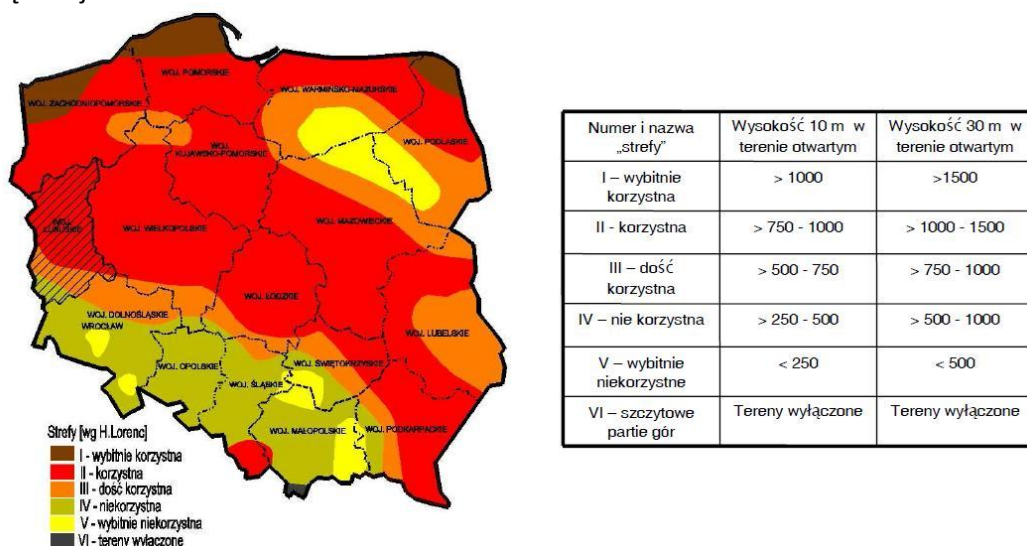 WOJ. POMORSKIE
WOJ. WARMIŃSKO-MAZURSKIE
WOJ. ZACHODNIOPOMORSKIE
WOJ. PODLASKIE
WOJ.
KUJAWSKO-POMORSKIE
WOJ. MAZOWIECKIE
WOJ.
LUBUSKIE
WOJ. WIELKOPOLSKIE
WOJ. ŁODZKIE
WOJ. DOLNOŚLĄSKIE
WROCŁAW
WOJ. LUBELSKIE
WOJ. OPOLSKIE
WOJ. ŚWIĘTOKRZYSKIE
WOJ. ŚLĄSKIE
WOJ. MAŁOPOLSKIE
WOJ. PODKARPACKIE
Strefy [wg H.Lorenc]
I - wybitnie korzystna
II - korzystna
III - dość korzystna
IV - niekorzystna
V - wybitnie niekorzystna
VI - tereny wyłączone
Numer i nazwa Wysokość 10 m w Wysokość 30 m w
„strefy” terenie otwartym terenie otwartym
I – wybitnie > 1000 >1500
korzystna
II - korzystna > 750 - 1000 > 1000 - 1500
III – dość > 500 - 750 > 750 - 1000
korzystna
IV – nie korzystna > 250 - 500 > 500 - 1000
V – wybitnie < 250 < 500
niekorzystne
VI – szczytowe Tereny wyłączone Tereny wyłączone
partie gór